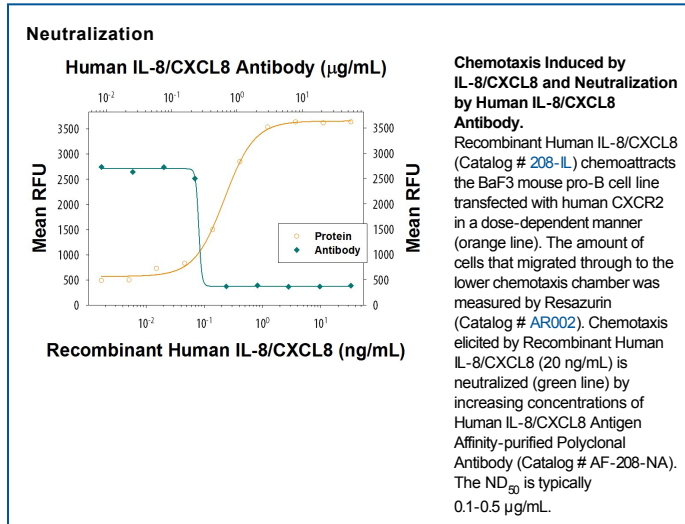 Neutralization
Human IL-8/CXCL8 Antibody (µg/mL)
10⁻² 10⁻¹ 10⁰ 10¹
Mean RFU
3500 3500
3000 3000
2500 2500
2000 2000
1500 1500
1000 1000
500 500
0 0
Mean RFU
Protein
Antibody
10⁻² 10⁻¹ 10⁰ 10¹
Recombinant Human IL-8/CXCL8 (ng/mL)
Chemotaxis Induced by
IL-8/CXCL8 and Neutralization
by Human IL-8/CXCL8
Antibody.
Recombinant Human IL-8/CXCL8
(Catalog # 208-IL) chemoattracts
the BaF3 mouse pro-B cell line
transfected with human CXCR2
in a dose-dependent manner
(orange line). The amount of
cells that migrated through to the
lower chemotaxis chamber was
measured by Resazurin
(Catalog # AR002). Chemotaxis
elicited by Recombinant Human
IL-8/CXCL8 (20 ng/mL) is
neutralized (green line) by
increasing concentrations of
Human IL-8/CXCL8 Antigen
Affinity-purified Polyclonal
Antibody (Catalog # AF-208-NA).
The ND₅₀ is typically
0.1-0.5 µg/mL.